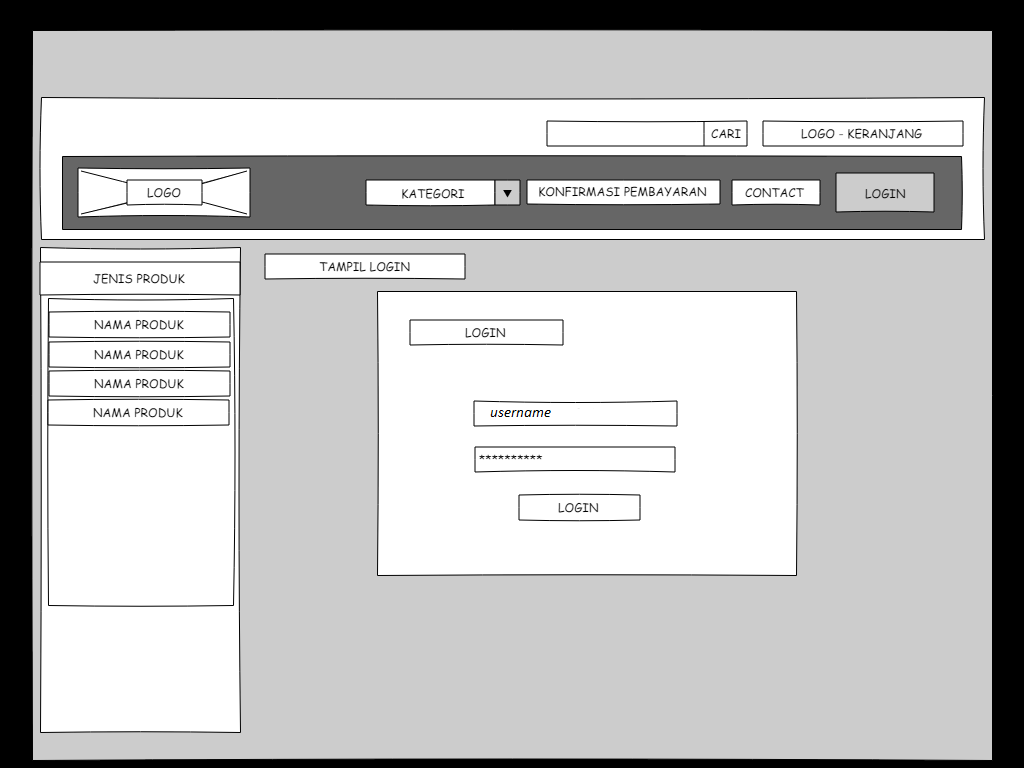 CARI
LOGO - KERANJANG
LOGO
KATEGORI
KONFIRMASI PEMBAYARAN
CONTACT
LOGIN
JENIS PRODUK
NAMA PRODUK
NAMA PRODUK
NAMA PRODUK
NAMA PRODUK
TAMPIL LOGIN
LOGIN
username
**********
LOGIN